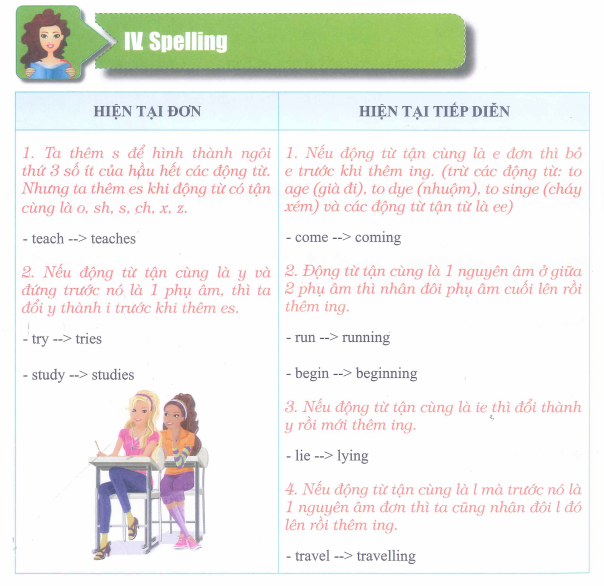 IV. Spelling
HIỆN TẠI ĐƠN
1. Ta thêm s để hình thành ngôi
thứ 3 số ít của hầu hết các động từ.
Nhưng ta thêm es khi động từ có tận
cùng là o, sh, s, ch, x, z.
- teach --> teaches
2. Nếu động từ tận cùng là y và
đứng trước nó là 1 phụ âm, thì ta
đổi y thành i trước khi thêm es.
- try --> tries
- study --> studies
HIỆN TẠI TIẾP DIỄN
1. Nếu động từ tận cùng là e đơn thì bỏ
e trước khi thêm ing. (trừ các động từ: to
age (già đi), to dye (nhuộm), to singe (cháy
xém) và các động từ tận từ là ee)
- come --> coming
2. Động từ tận cùng là 1 nguyên âm ở giữa
2 phụ âm thì nhân đôi phụ âm cuối lên rồi
thêm ing.
- run --> running
- begin --> beginning
3. Nếu động từ tận cùng là ie thì đổi thành
y rồi mới thêm ing.
- lie --> lying
4. Nếu động từ tận cùng là l mà trước nó là
1 nguyên âm đơn thì ta cũng nhân đôi l đó
lên rồi thêm ing.
- travel --> travelling